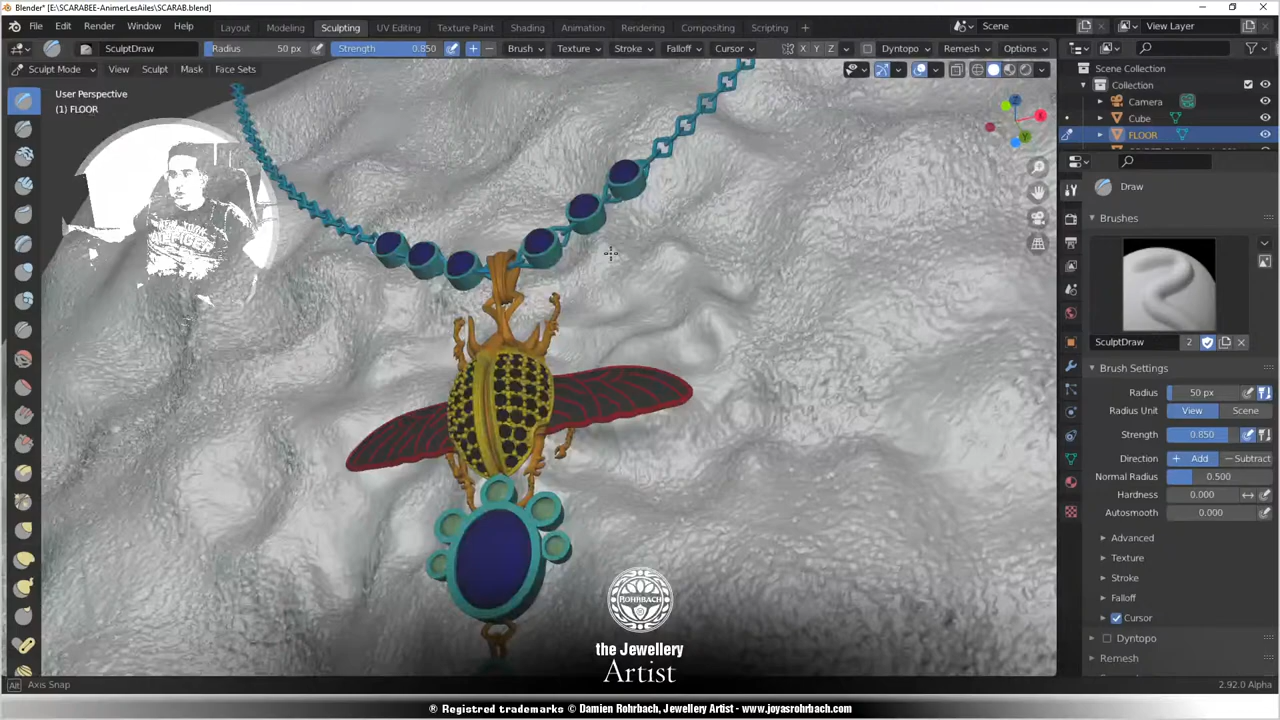 Blender* [E:\SCARABEE-AnimerLesAiles\SCARAB.blend]
File Edit Render Window Help Layout Modeling Sculpting UV Editing Texture Paint Shading Animation Rendering Compositing Scripting + Scene View Layer
SculptDraw Radius 50 px Strength 0.850 + − Brush Texture Stroke Falloff Cursor X Y Z Dyntopo Remesh Options
Sculpt Mode View Sculpt Mask Face Sets
User Perspective
(1) FLOOR
Scene Collection
Collection
Camera
Cube
FLOOR
Draw
Brushes
SculptDraw 2
Brush Settings
Radius 50 px
Radius Unit View Scene
Strength 0.850
Direction + Add − Subtract
Normal Radius 0.500
Hardness 0.000
Autosmooth 0.000
Advanced
Texture
Stroke
Falloff
Cursor
Dyntopo
Remesh
NEW YORK
ROHRBACH
the Jewellery
Artist
Alt Axis Snap 2.92.0 Alpha
® Registered trademarks © Damien Rohrbach, Jewellery Artist - www.joyasrohrbach.com